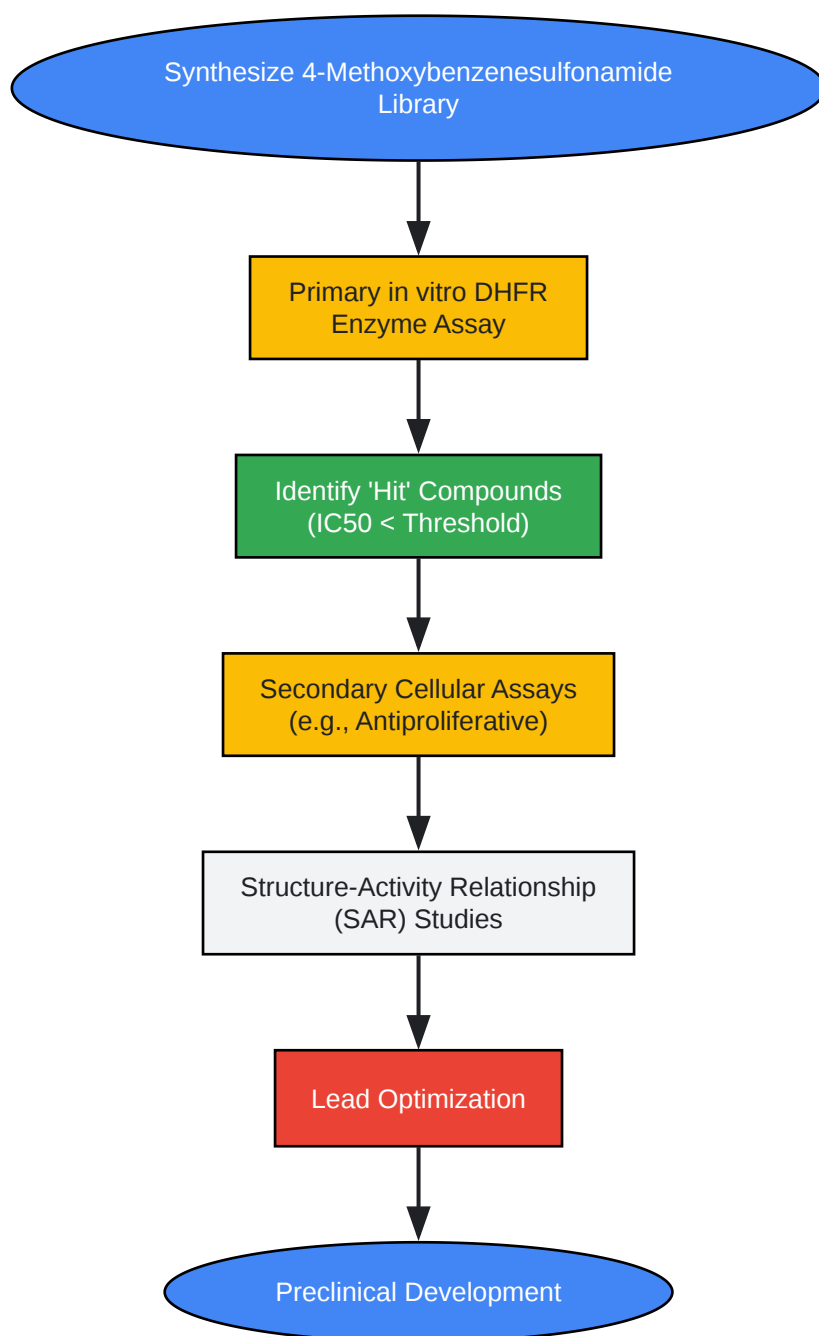 Synthesize 4-Methoxybenzenesulfonamide
Library
Primary in vitro DHFR
Enzyme Assay
Identify 'Hit' Compounds
(IC50 < Threshold)
Secondary Cellular Assays
(e.g., Antiproliferative)
Structure-Activity Relationship
(SAR) Studies
Lead Optimization
Preclinical Development